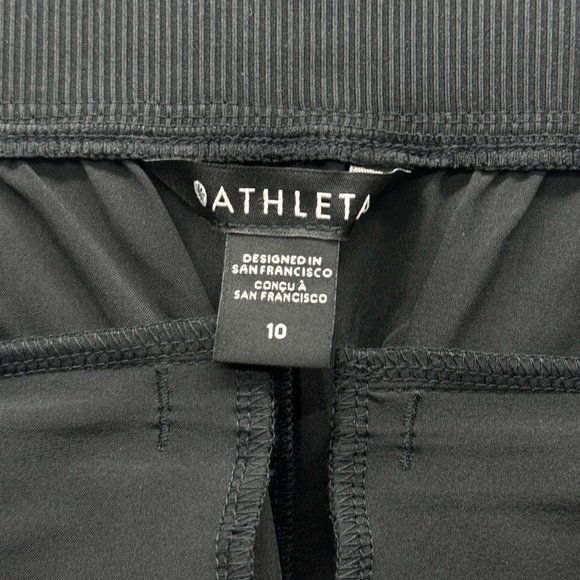 ATHLETA
DESIGNED IN
SAN FRANCISCO
CONÇU À
SAN FRANCISCO
10